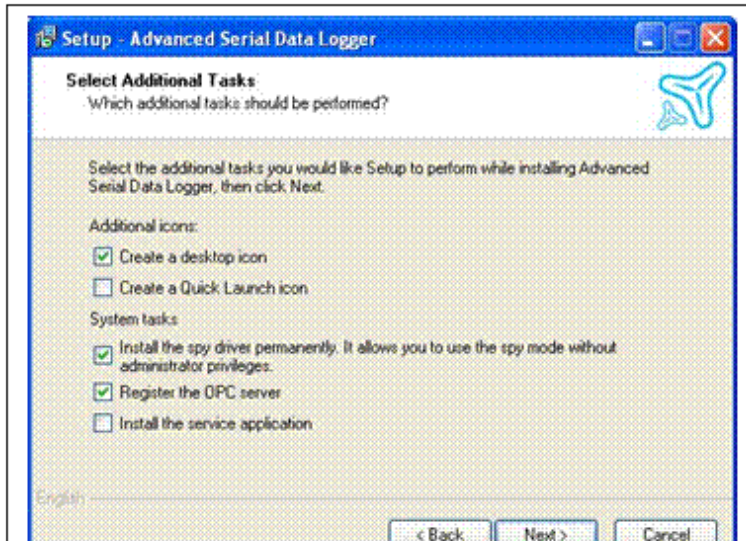 Setup - Advanced Serial Data Logger
Select Additional Tasks
Which additional tasks should be performed?
Select the additional tasks you would like Setup to perform while installing Advanced
Serial Data Logger, then click Next.
Additional icons:
Create a desktop icon
Create a Quick Launch icon
System tasks
Install the spy driver permanently. It allows you to use the spy mode without
administrator privileges.
Register the OPC server
Install the service application
English
< Back Next > Cancel